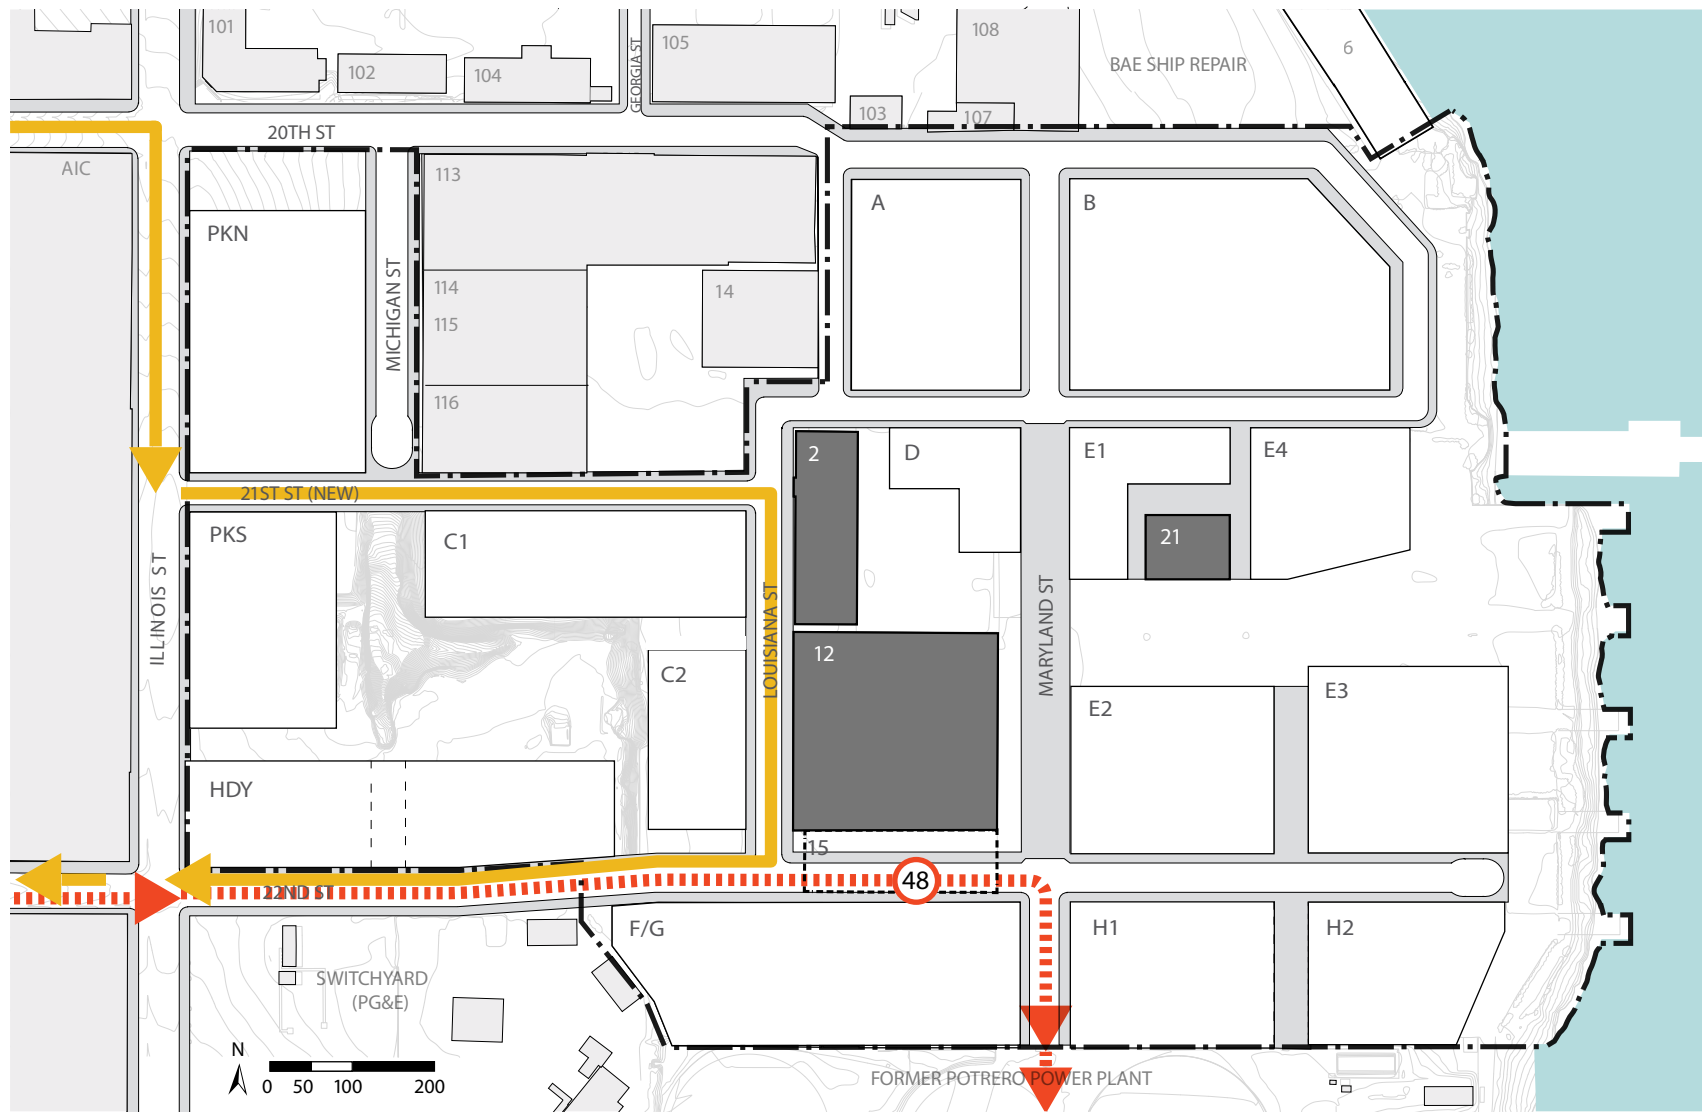 101
102
104
GEORGIA ST
105
108
BAE SHIP REPAIR
6
103
107
20TH ST
AIC
113
A
B
PKN
MICHIGAN ST
114
14
115
116
2
D
E1
E4
21ST ST (NEW)
PKS
C1
21
ILLINOIS ST
LOUISIANA ST
MARYLAND ST
12
C2
E2
E3
HDY
15
48
22ND ST
F/G
H1
H2
SWITCHYARD
(PG&E)
N
0 50 100 200
FORMER POTRERO POWER PLANT